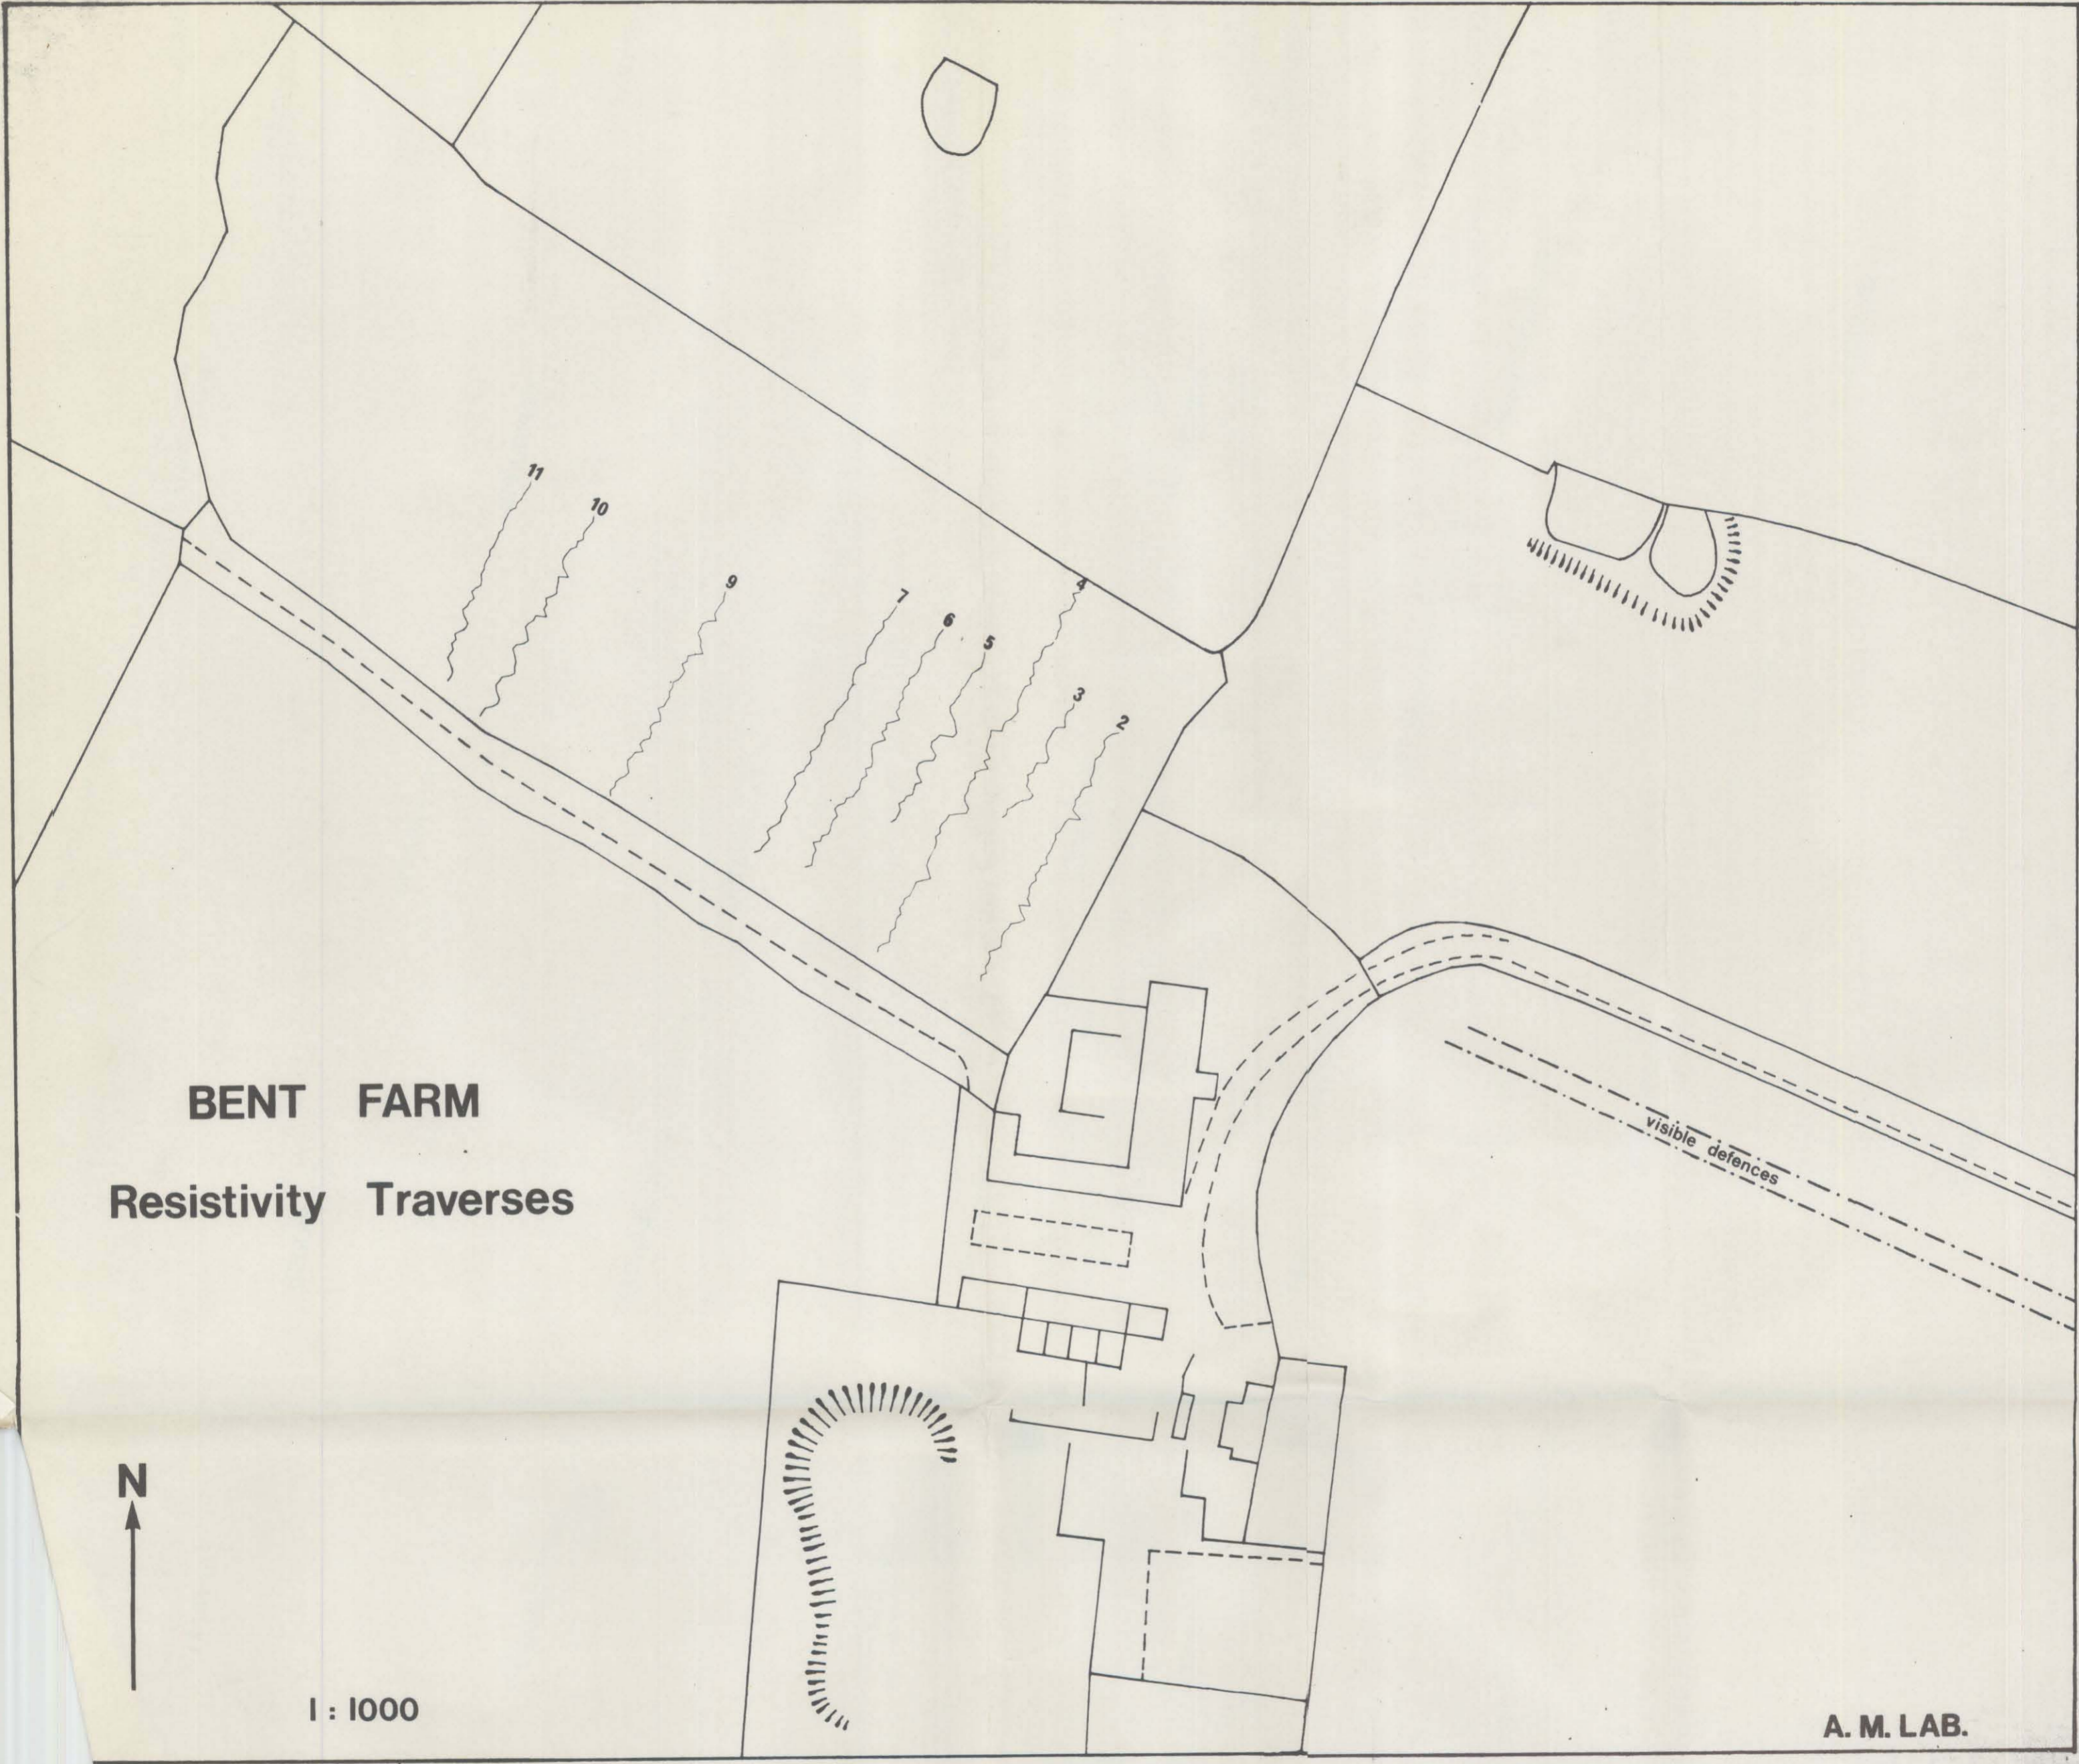 11
10
9
7
6
5
4
3
2
BENT FARM
Resistivity Traverses
visible defences
N
1 : 1000
A. M. LAB.